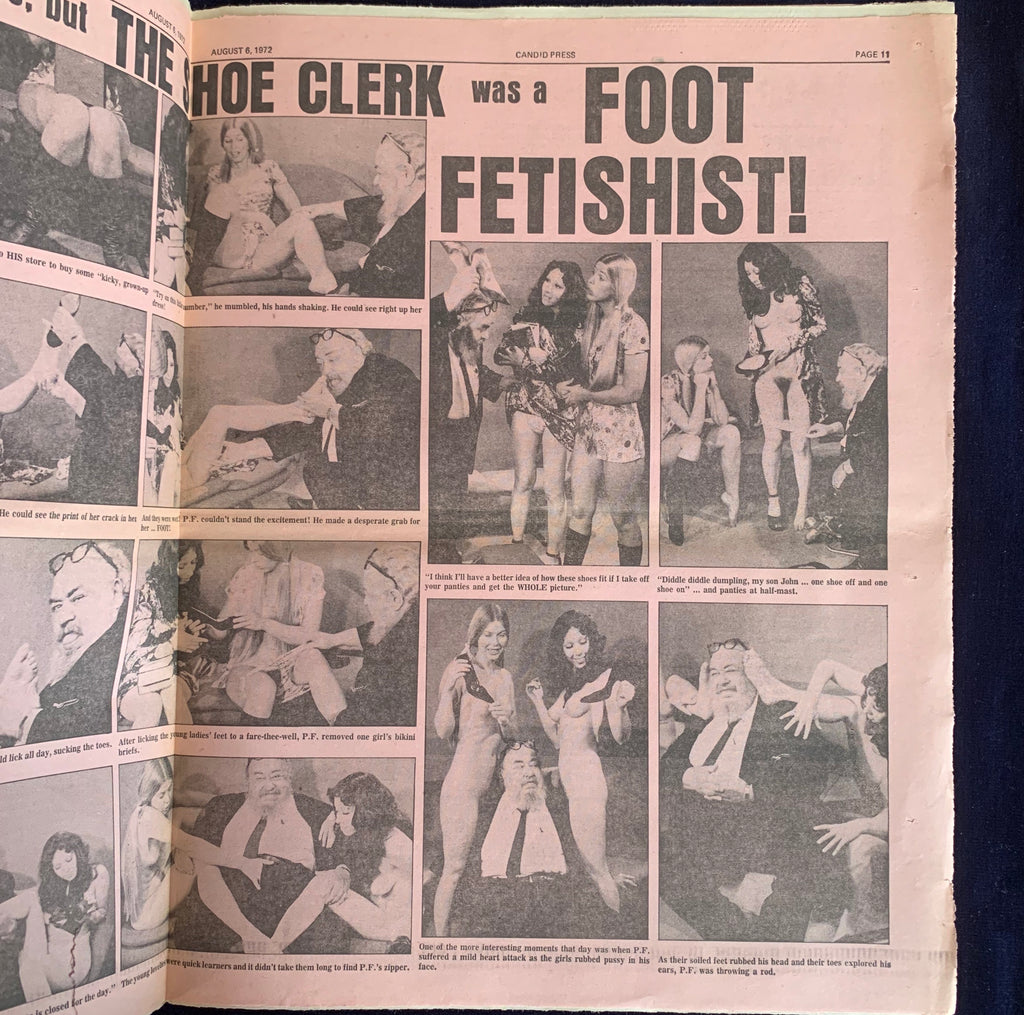 but THE SHOE CLERK was a FOOT
FETISHIST!
AUGUST 6, 1972
AUGUST 6, 1972 CANDID PRESS PAGE 11
HIS store to buy some "kicky, grown-up
"Try on this little number," he mumbled, his hands shaking. He could see right up her
dress!
He could see the print of her crack in her
And they were wet! P.F. couldn't stand the excitement! He made a desperate grab for
her ... FOOT!
lick all day, sucking the toes.
After licking the young ladies' feet to a fare-thee-well, P.F. removed one girl's bikini
briefs.
is closed for the day."
The young were quick learners and it didn't take them long to find P.F.'s zipper.
"I think I'll have a better idea of how these shoes fit if I take off
your panties and get the WHOLE picture."
"Diddle diddle dumpling, my son John ... one shoe off and one
shoe on" ... and panties at half-mast.
One of the more interesting moments that day was when P.F.
suffered a mild heart attack as the girls rubbed pussy in his
face.
As their soiled feet rubbed his head and their toes explored his
ears, P.F. was throwing a rod.